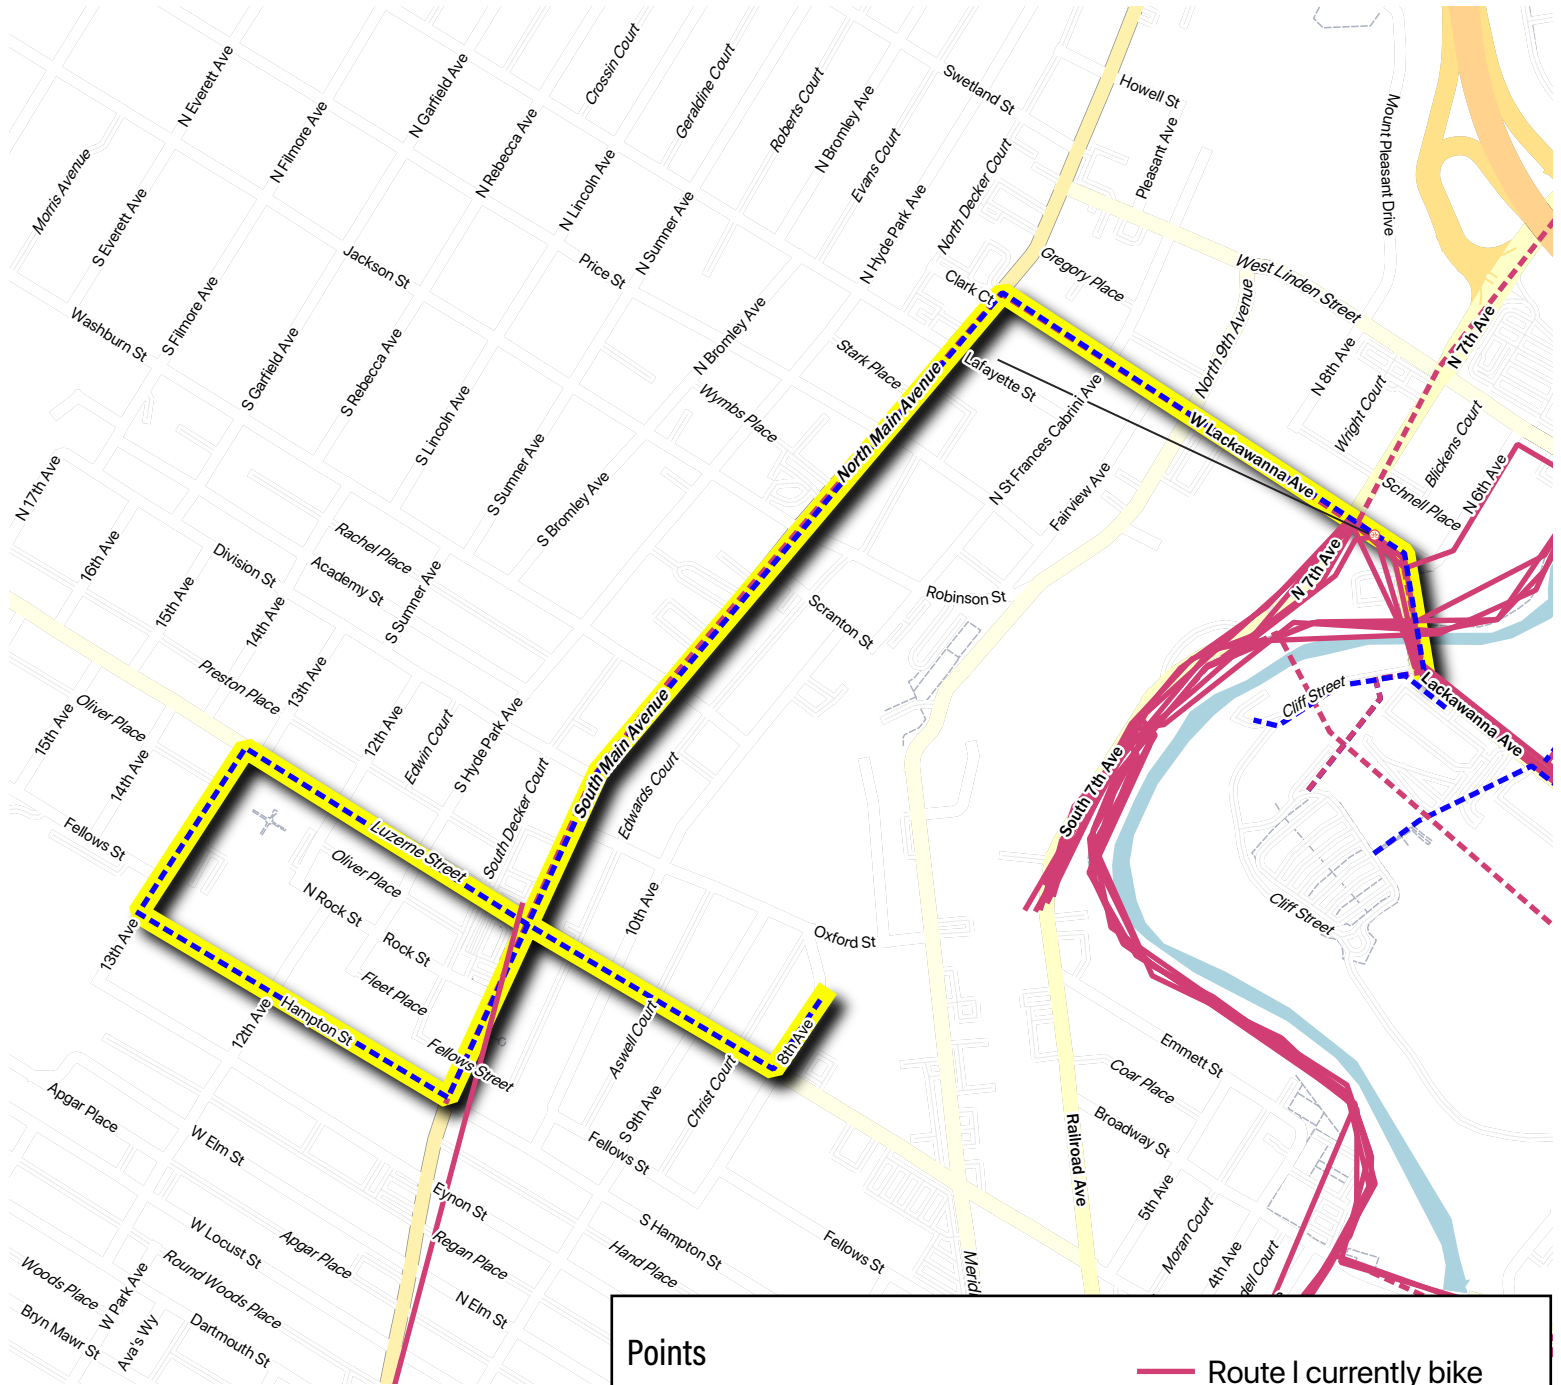 Crossin Court
Geraldine Court
N Everett Ave
N Garfield Ave
Roberts Court
Swetland St
Howell St
N Bromley Ave
Mount Pleasant Drive
N Filmore Ave
N Rebecca Ave
Evans Court
Pleasant Ave
Morris Avenue
N Lincoln Ave
North Decker Court
S Everett Ave
N Sumner Ave
N Hyde Park Ave
Jackson St
Price St
Clark Ct
Gregory Place
West Linden Street
Washburn St
S Filmore Ave
N Bromley Ave
North 9th Avenue
N 7th Ave
S Garfield Ave
S Rebecca Ave
Stark Place
Lafayette St
N 8th Ave
Wright Court
S Lincoln Ave
Wymbs Place
North Main Avenue
N St Frances Cabrini Ave
W Lackawanna Ave
Blickens Court
N 17th Ave
S Sumner Ave
S Bromley Ave
Fairview Ave
Schnell Place
N 6th Ave
16th Ave
Rachel Place
Division St
Academy St
N 7th Ave
15th Ave
14th Ave
S Sumner Ave
Scranton St
Robinson St
Preston Place
13th Ave
Oliver Place
15th Ave
12th Ave
Edwin Court
S Hyde Park Ave
South Main Avenue
Cliff Street
Lackawanna Ave
14th Ave
South Decker Court
Edwards Court
South 7th Ave
Fellows St
Luzerne Street
Oliver Place
N Rock St
10th Ave
Cliff Street
13th Ave
Rock St
Oxford St
Fleet Place
12th Ave
Hampton St
Fellows Street
Aswell Court
8th Ave
Christ Court
Emmett St
Coar Place
Apgar Place
S 9th Ave
Broadway St
W Elm St
Fellows St
Railroad Ave
5th Ave
Eynon St
Moran Court
W Locust St
Apgar Place
Regan Place
S Hampton St
Hand Place
Fellows St
4th Ave
Woods Place
W Park Ave
Round Woods Place
N Elm St
Bryn Mawr St
Ava's Wy
Dartmouth St
Points
Route I currently bike